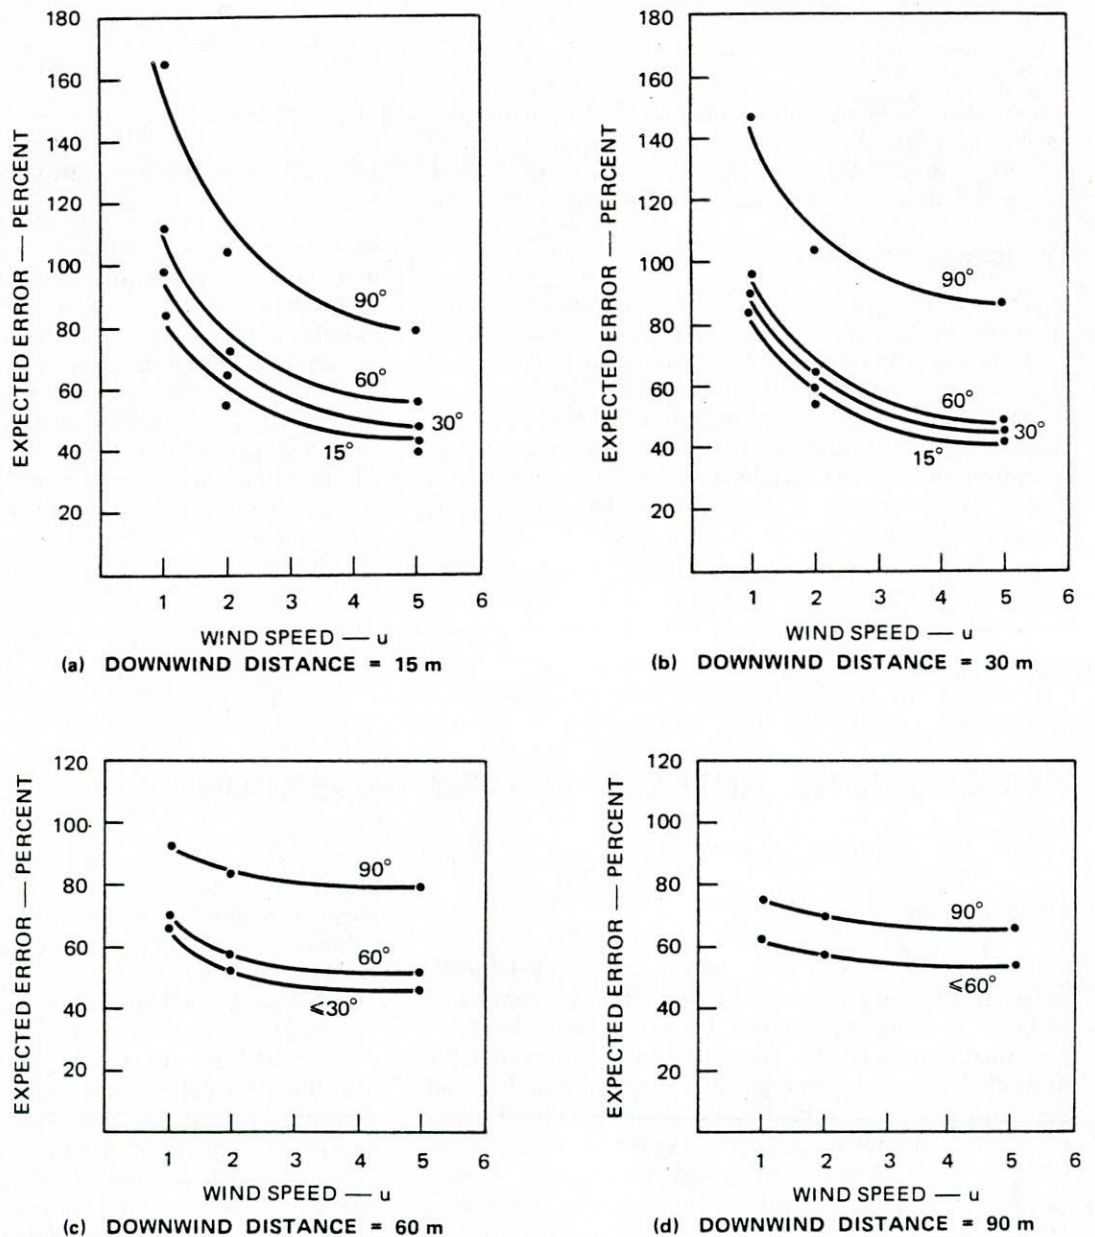 180
160
140
120
100
80
60
40
20
EXPECTED ERROR — PERCENT
90°
60°
30°
15°
1 2 3 4 5 6
WIND SPEED — u
(a) DOWNWIND DISTANCE = 15 m
180
160
140
120
100
80
60
40
20
EXPECTED ERROR — PERCENT
90°
60°
30°
15°
1 2 3 4 5 6
WIND SPEED — u
(b) DOWNWIND DISTANCE = 30 m
120
100
80
60
40
20
EXPECTED ERROR — PERCENT
90°
60°
≤30°
1 2 3 4 5 6
WIND SPEED — u
(c) DOWNWIND DISTANCE = 60 m
120
100
80
60
40
20
EXPECTED ERROR — PERCENT
90°
≤60°
1 2 3 4 5 6
WIND SPEED — u
(d) DOWNWIND DISTANCE = 90 m